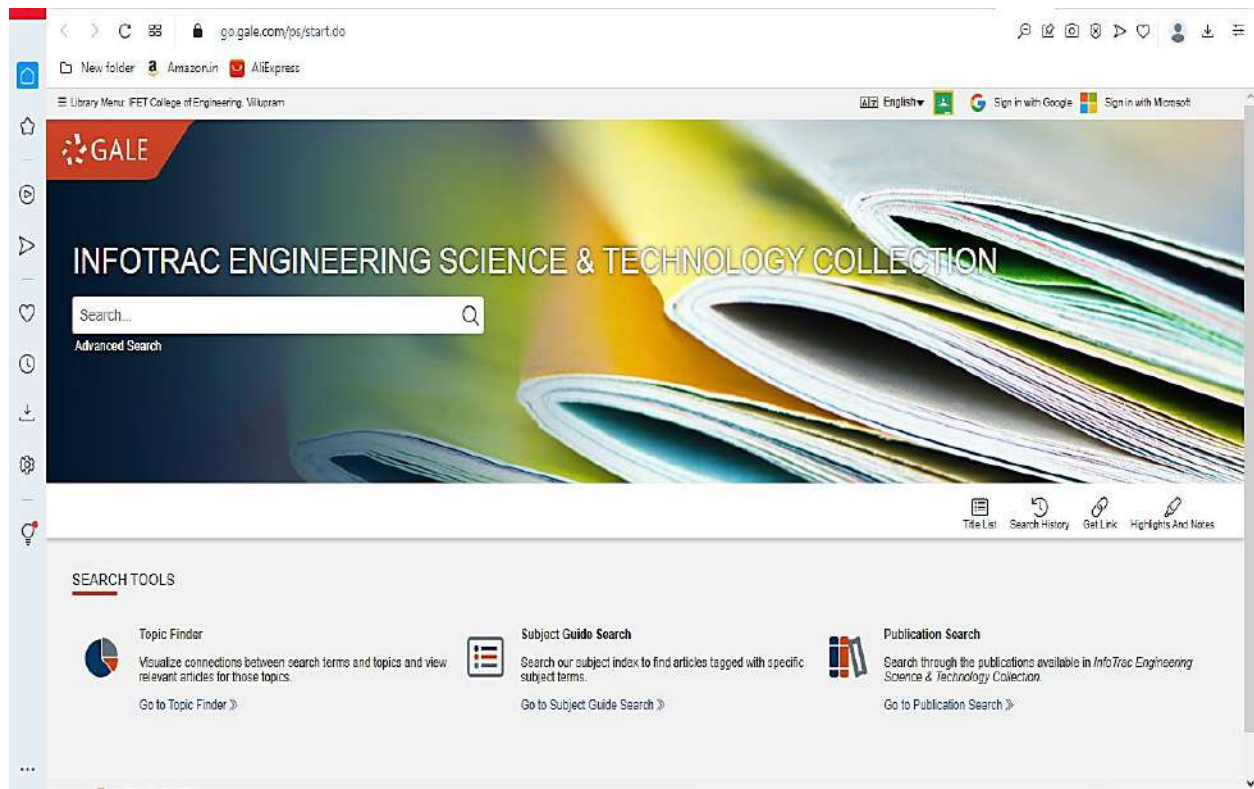 go.gale.com/ps/start.do
New folder Amazon.in AliExpress
Library Menu: IFET College of Engineering. Villupram
English Sign in with Google Sign in with Microsoft
GALE
INFOTRAC ENGINEERING SCIENCE & TECHNOLOGY COLLECTION
Search...
Advanced Search
Title List Search History Get Link Highlights And Notes
SEARCH TOOLS
Topic Finder
Visualize connections between search terms and topics and view
relevant articles for those topics.
Go to Topic Finder »
Subject Guide Search
Search our subject index to find articles tagged with specific
subject terms.
Go to Subject Guide Search »
Publication Search
Search through the publications available in InfoTrac Engineering
Science & Technology Collection.
Go to Publication Search »